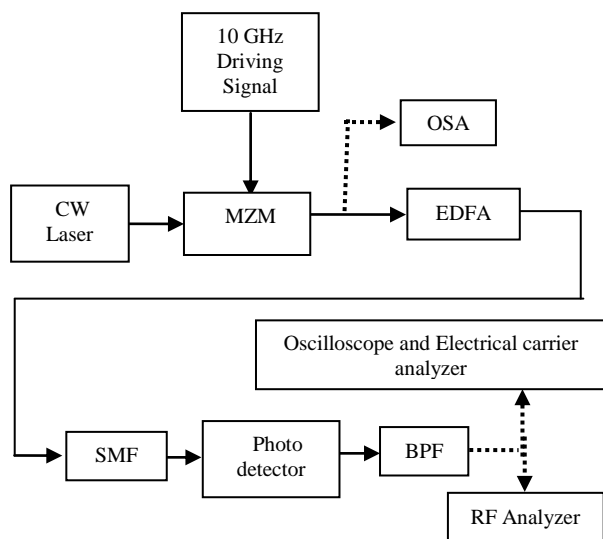 10 GHz
Driving
Signal
OSA
CW
Laser
MZM
EDFA
Oscilloscope and Electrical carrier
analyzer
SMF
Photo
detector
BPF
RF Analyzer